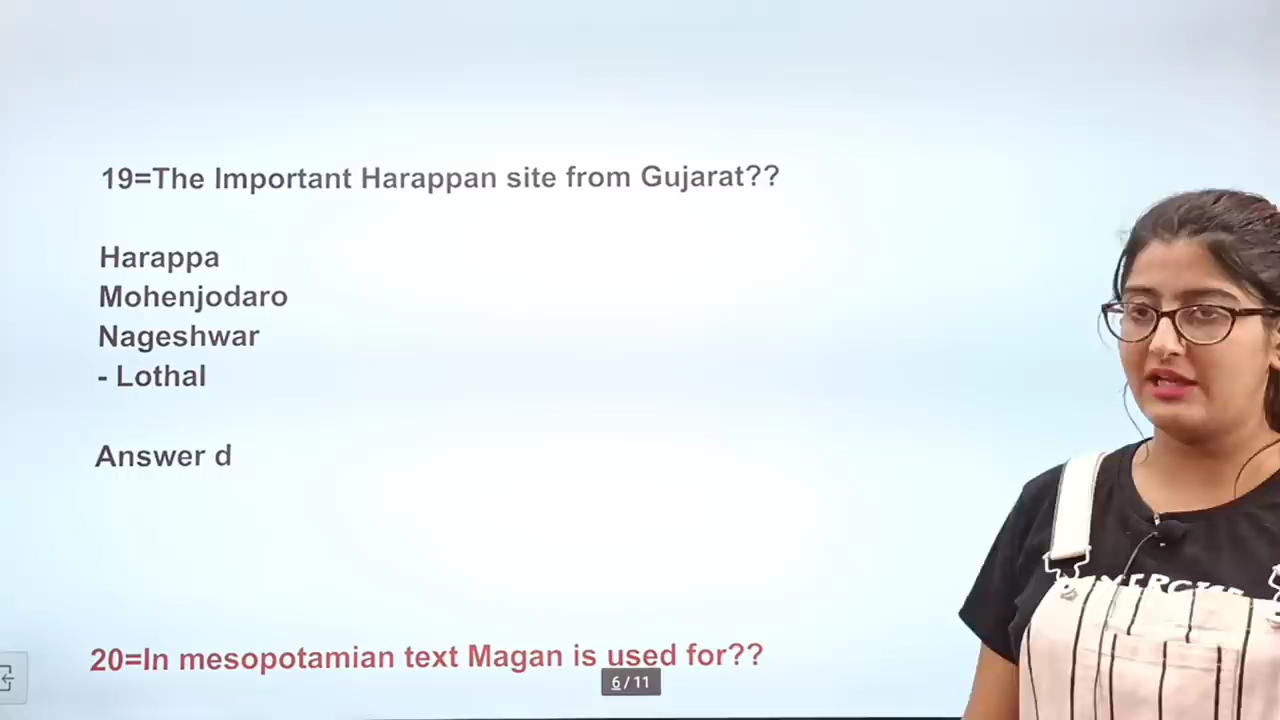 19=The Important Harappan site from Gujarat??
Harappa
Mohenjodaro
Nageshwar
- Lothal
Answer d
20=In mesopotamian text Magan is used for??
6/11